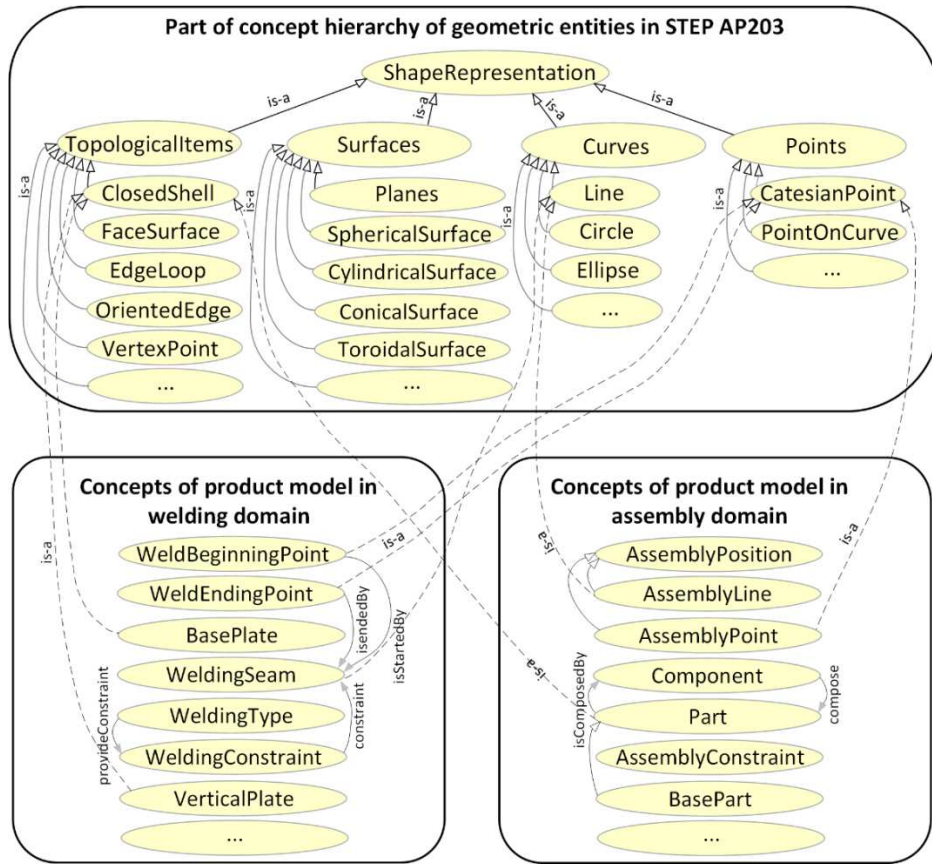 Part of concept hierarchy of geometric entities in STEP AP203
ShapeRepresentation
is-a
is-a
is-a
is-a
TopologicalItems
Surfaces
Curves
Points
is-a
is-a
is-a
is-a
ClosedShell
FaceSurface
EdgeLoop
OrientedEdge
VertexPoint
...
Planes
SphericalSurface
CylindricalSurface
ConicalSurface
ToroidalSurface
...
Line
Circle
Ellipse
...
CatesianPoint
PointOnCurve
...
is-a
is-a
is-a
is-a
is-a
Concepts of product model in
welding domain
WeldBeginningPoint
WeldEndingPoint
BasePlate
WeldingSeam
WeldingType
WeldingConstraint
VerticalPlate
...
isendedBy
isStartedBy
provideConstraint
constraint
Concepts of product model in
assembly domain
AssemblyPosition
AssemblyLine
AssemblyPoint
Component
Part
AssemblyConstraint
BasePart
...
isComposedBy
compose